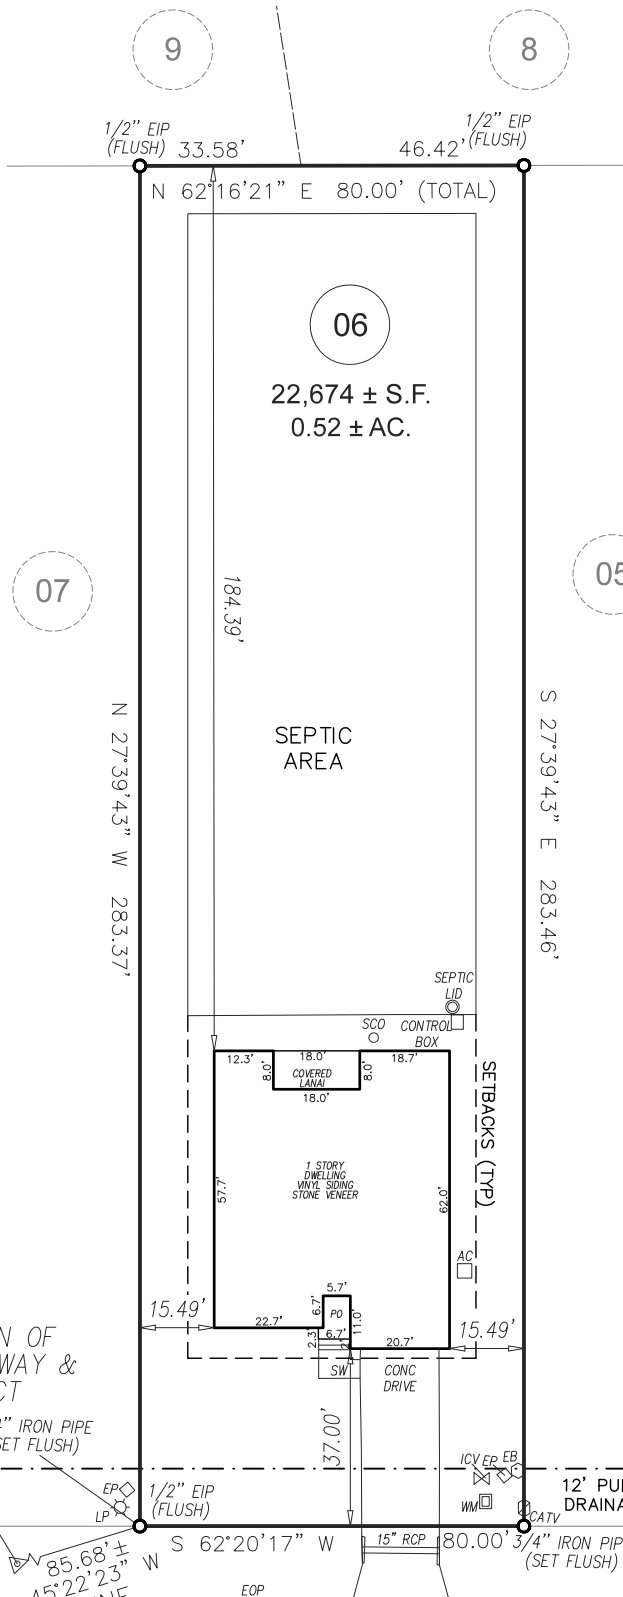 9
8
1/2" EIP
(FLUSH)
33.58'
46.42'
1/2" EIP
(FLUSH)
N 62°16'21" E 80.00' (TOTAL)
06
22,674 ± S.F.
0.52 ± AC.
07
05
184.39'
N 27°39'43" W 283.37'
S 27°39'43" E 283.46'
SEPTIC
AREA
SEPTIC
LID
SCO
CONTROL
BOX
12.3'
18.0'
18.7'
8.0'
COVERED
LANAI
8.0'
18.0'
SETBACKS (TYP)
57.7'
1 STORY
DWELLING
VINYL SIDING
STONE VENEER
62.0'
AC
5.7'
6.7'
PO
11.0'
15.49'
22.7'
2.3'
6.7'
20.7'
15.49'
SW
CONC
DRIVE
N OF
WAY &
CT
37.00'
" IRON PIPE
SET FLUSH)
ICV
EP
EB
EP
1/2" EIP
(FLUSH)
LP
WM
12' PU
DRAINA
CATV
S 62°20'17" W
15" RCP
80.00'
3/4" IRON PIP
(SET FLUSH)
85.68'±
45°22'23"
W
NE
EOP